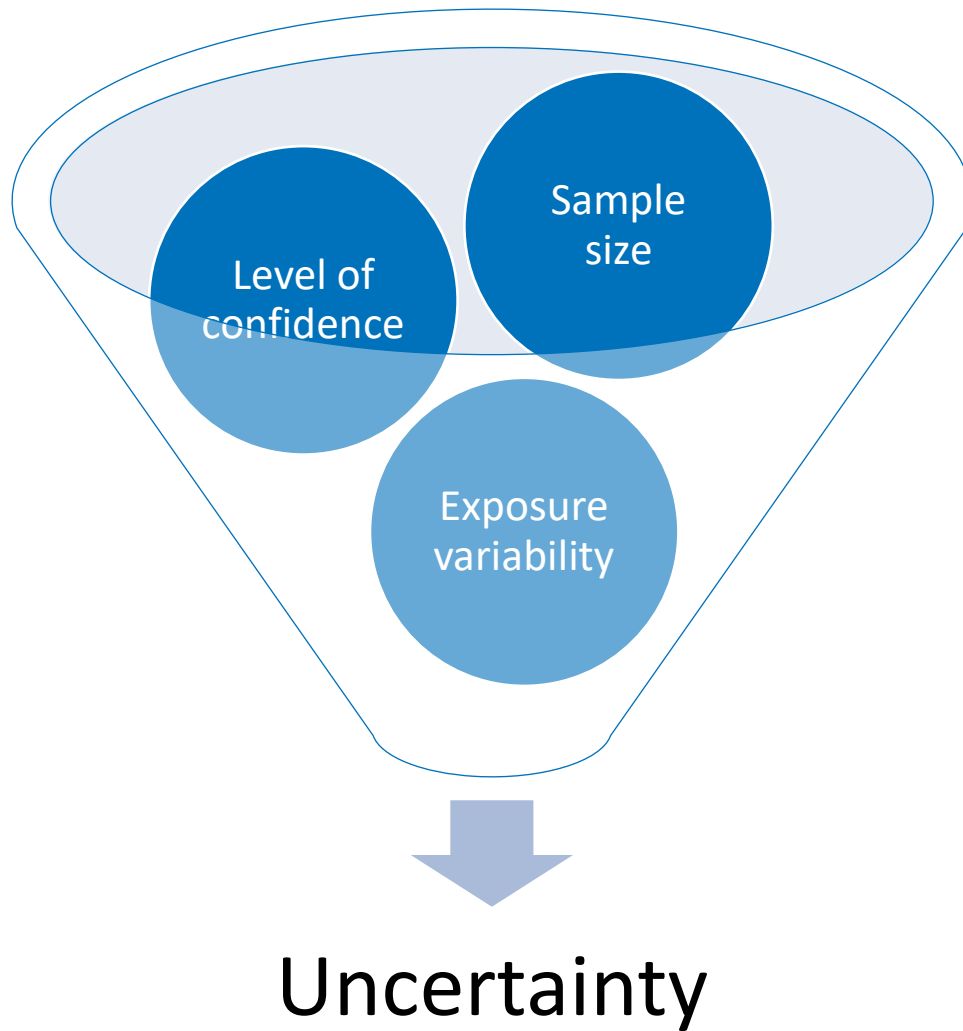 Sample
size
Level of
confidence
Exposure
variability
Uncertainty